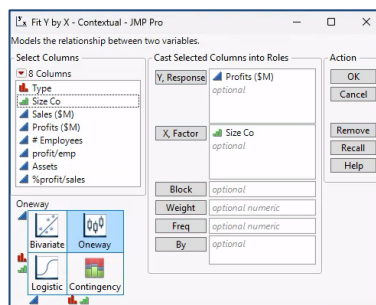 Fit Y by X - Contextual - JMP Pro
Models the relationship between two variables.
Select Columns
8 Columns
Type
Size Co
Sales ($M)
Profits ($M)
# Employees
profit/emp
Assets
%profit/sales
Oneway
Bivariate Oneway
Logistic Contingency
Cast Selected Columns into Roles
Y, Response Profits ($M)
optional
X, Factor Size Co
optional
Block optional
Weight optional numeric
Freq optional numeric
By optional
Action
OK
Cancel
Remove
Recall
Help